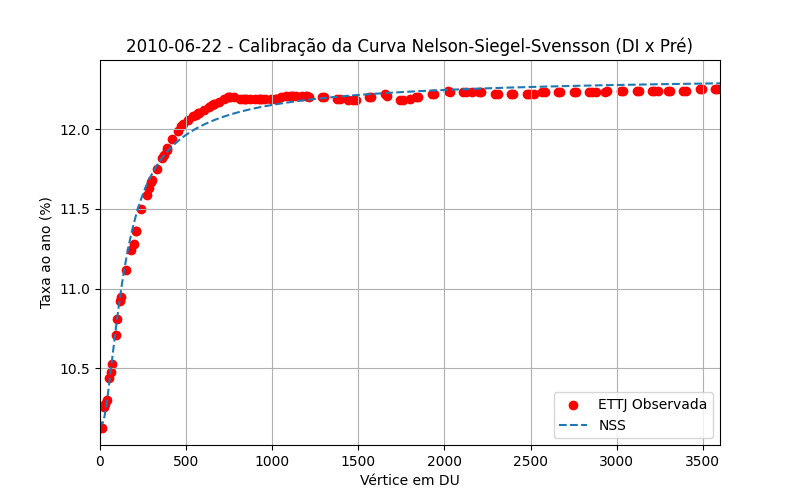 2010-06-22 - Calibração da Curva Nelson-Siegel-Svensson (DI x Pré)
Taxa ao ano (%)
12.0
11.5
11.0
10.5
0 500 1000 1500 2000 2500 3000 3500
Vértice em DU
ETTJ Observada
NSS